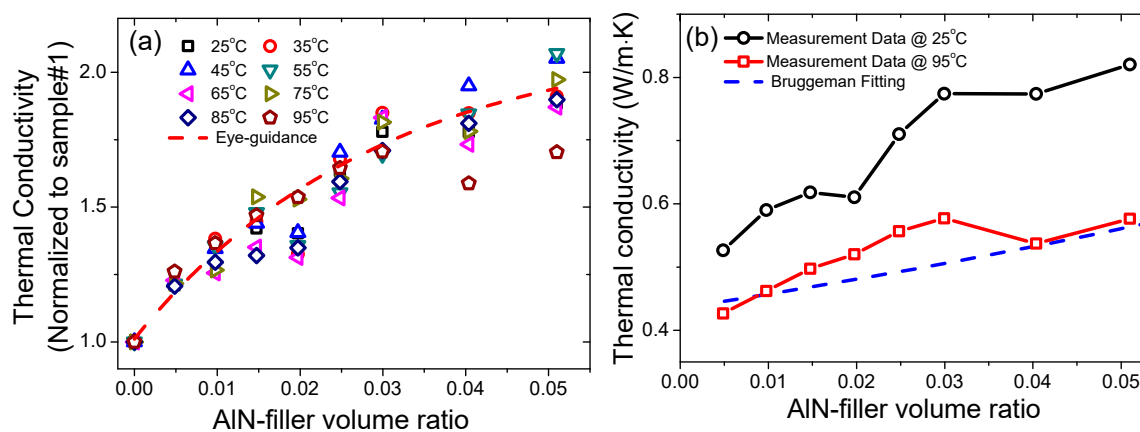 (a)
25°C 35°C
45°C 55°C
65°C 75°C
85°C 95°C
Eye-guidance
2.0
1.5
1.0
Thermal Conductivity
(Normalized to sample#1)
0.00 0.01 0.02 0.03 0.04 0.05
AlN-filler volume ratio
(b)
Measurement Data @ 25°C
Measurement Data @ 95°C
Bruggeman Fitting
0.8
0.6
0.4
Thermal conductivity (W/m·K)
0.00 0.01 0.02 0.03 0.04 0.05
AlN-filler volume ratio